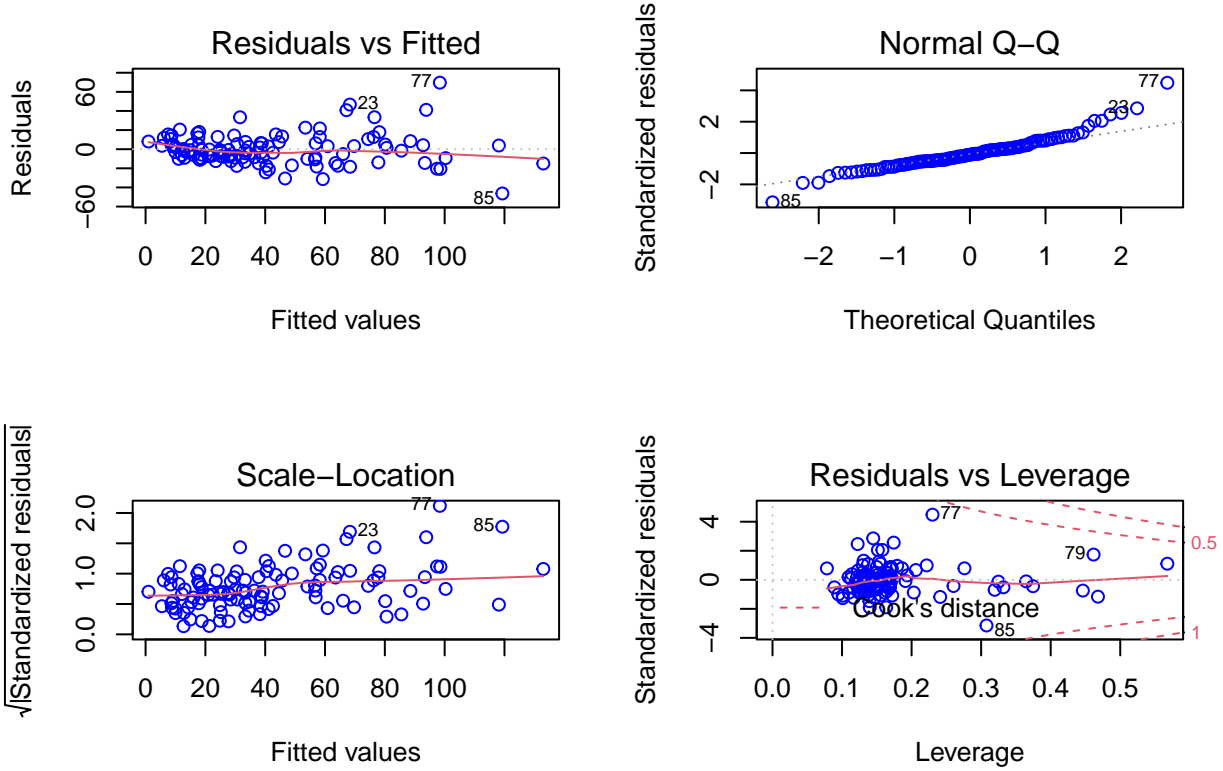 Residuals vs Fitted
Residuals
60
0
−60
77
23
85
0 20 40 60 80 100
Fitted values
Normal Q−Q
Standardized residuals
2
−2
77
23
85
−2 −1 0 1 2
Theoretical Quantiles
Scale−Location
√|Standardized residuals|
2.0
1.0
0.0
77
23
85
0 20 40 60 80 100
Fitted values
Residuals vs Leverage
Standardized residuals
4
0
−4
77
79
85
0.5
1
Cook's distance
0.0 0.1 0.2 0.3 0.4 0.5
Leverage